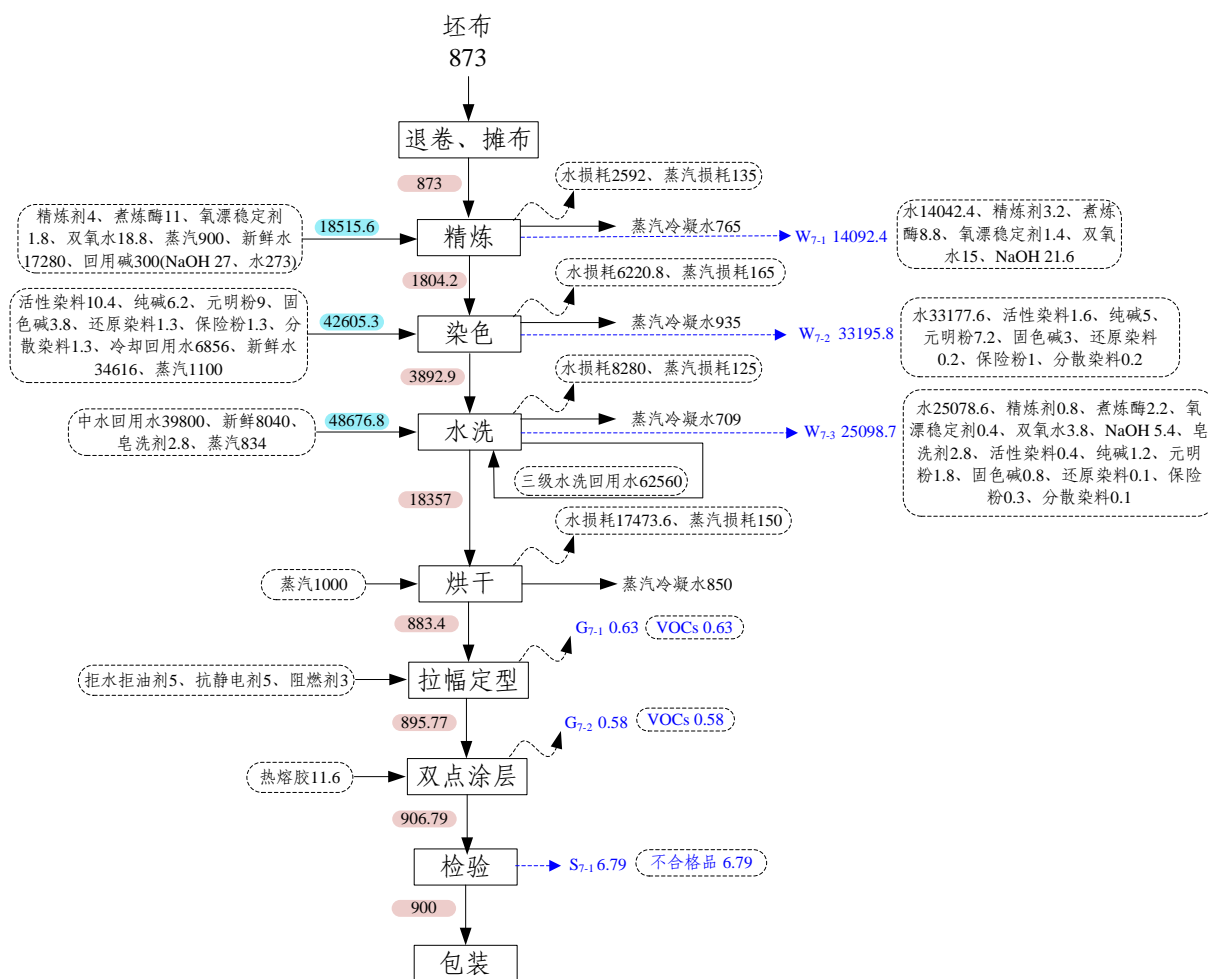 坯布
873
退卷、摊布
873
水损耗2592、蒸汽损耗135
精炼剂4、煮炼酶11、氧漂稳定剂
1.8、双氧水18.8、蒸汽900、新鲜水
17280、回用碱300(NaOH 27、水273)
18515.6
精炼
蒸汽冷凝水765
W7-1 14092.4
水14042.4、精炼剂3.2、煮炼
酶8.8、氧漂稳定剂1.4、双氧
水15、NaOH 21.6
1804.2
水损耗6220.8、蒸汽损耗165
活性染料10.4、纯碱6.2、元明粉9、固
色碱3.8、还原染料1.3、保险粉1.3、分
散染料1.3、冷却回用水6856、新鲜水
34616、蒸汽1100
42605.3
染色
蒸汽冷凝水935
W7-2 33195.8
水33177.6、活性染料1.6、纯碱5、
元明粉7.2、固色碱3、还原染料
0.2、保险粉1、分散染料0.2
3892.9
水损耗8280、蒸汽损耗125
中水回用水39800、新鲜8040、
皂洗剂2.8、蒸汽834
48676.8
水洗
蒸汽冷凝水709
W7-3 25098.7
水25078.6、精炼剂0.8、煮炼酶2.2、氧
漂稳定剂0.4、双氧水3.8、NaOH 5.4、皂
洗剂2.8、活性染料0.4、纯碱1.2、元明
粉1.8、固色碱0.8、还原染料0.1、保险
粉0.3、分散染料0.1
三级水洗回用水62560
18357
水损耗17473.6、蒸汽损耗150
蒸汽1000
烘干
蒸汽冷凝水850
883.4
G7-1 0.63
VOCs 0.63
拒水拒油剂5、抗静电剂5、阻燃剂3
拉幅定型
895.77
G7-2 0.58
VOCs 0.58
热熔胶11.6
双点涂层
906.79
检验
S7-1 6.79
不合格品 6.79
900
包装